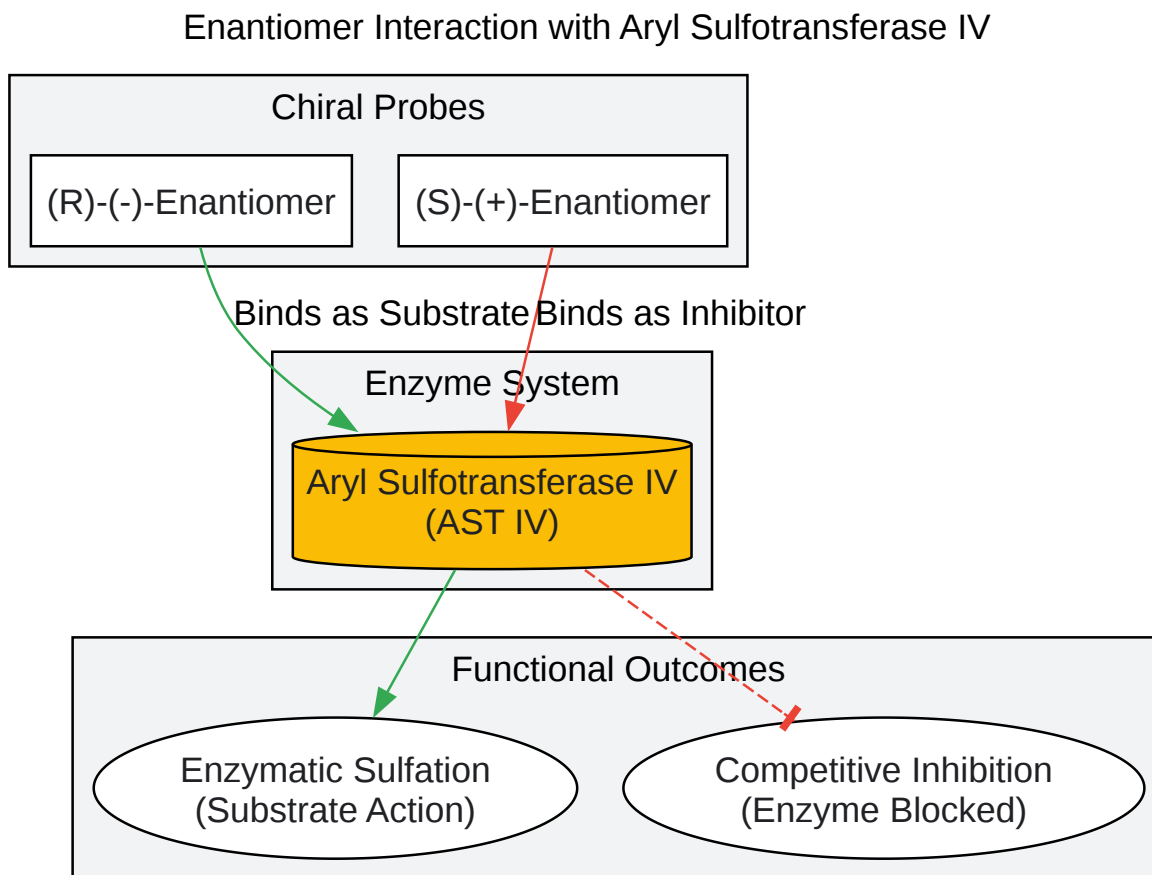 Enantiomer Interaction with Aryl Sulfotransferase IV
Chiral Probes
(R)-(-)-Enantiomer
(S)-(+)-Enantiomer
Binds as Substrate
Binds as Inhibitor
Enzyme System
Aryl Sulfotransferase IV
(AST IV)
Functional Outcomes
Enzymatic Sulfation
(Substrate Action)
Competitive Inhibition
(Enzyme Blocked)